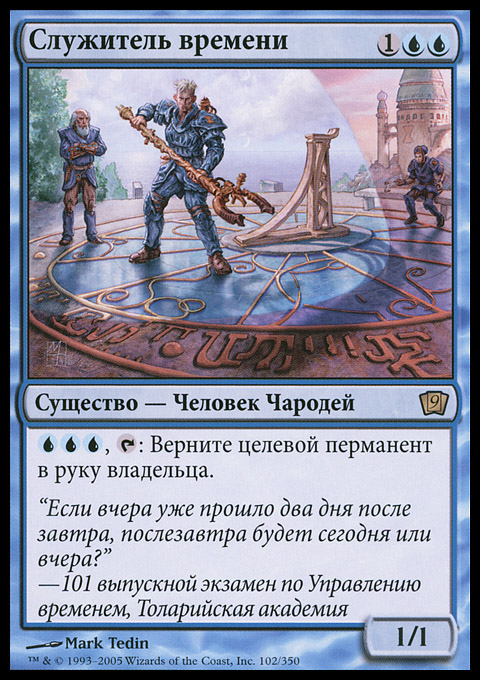 Служитель времени
1
Существо — Человек Чародей
9
, : Верните целевой перманент
в руку владельца.
“Если вчера уже прошло два дня после
завтра, послезавтра будет сегодня или
вчера?”
—101 выпускной экзамен по Управлению
временем, Толарийская академия
Mark Tedin
1/1
™ & © 1993–2005 Wizards of the Coast, Inc. 102/350